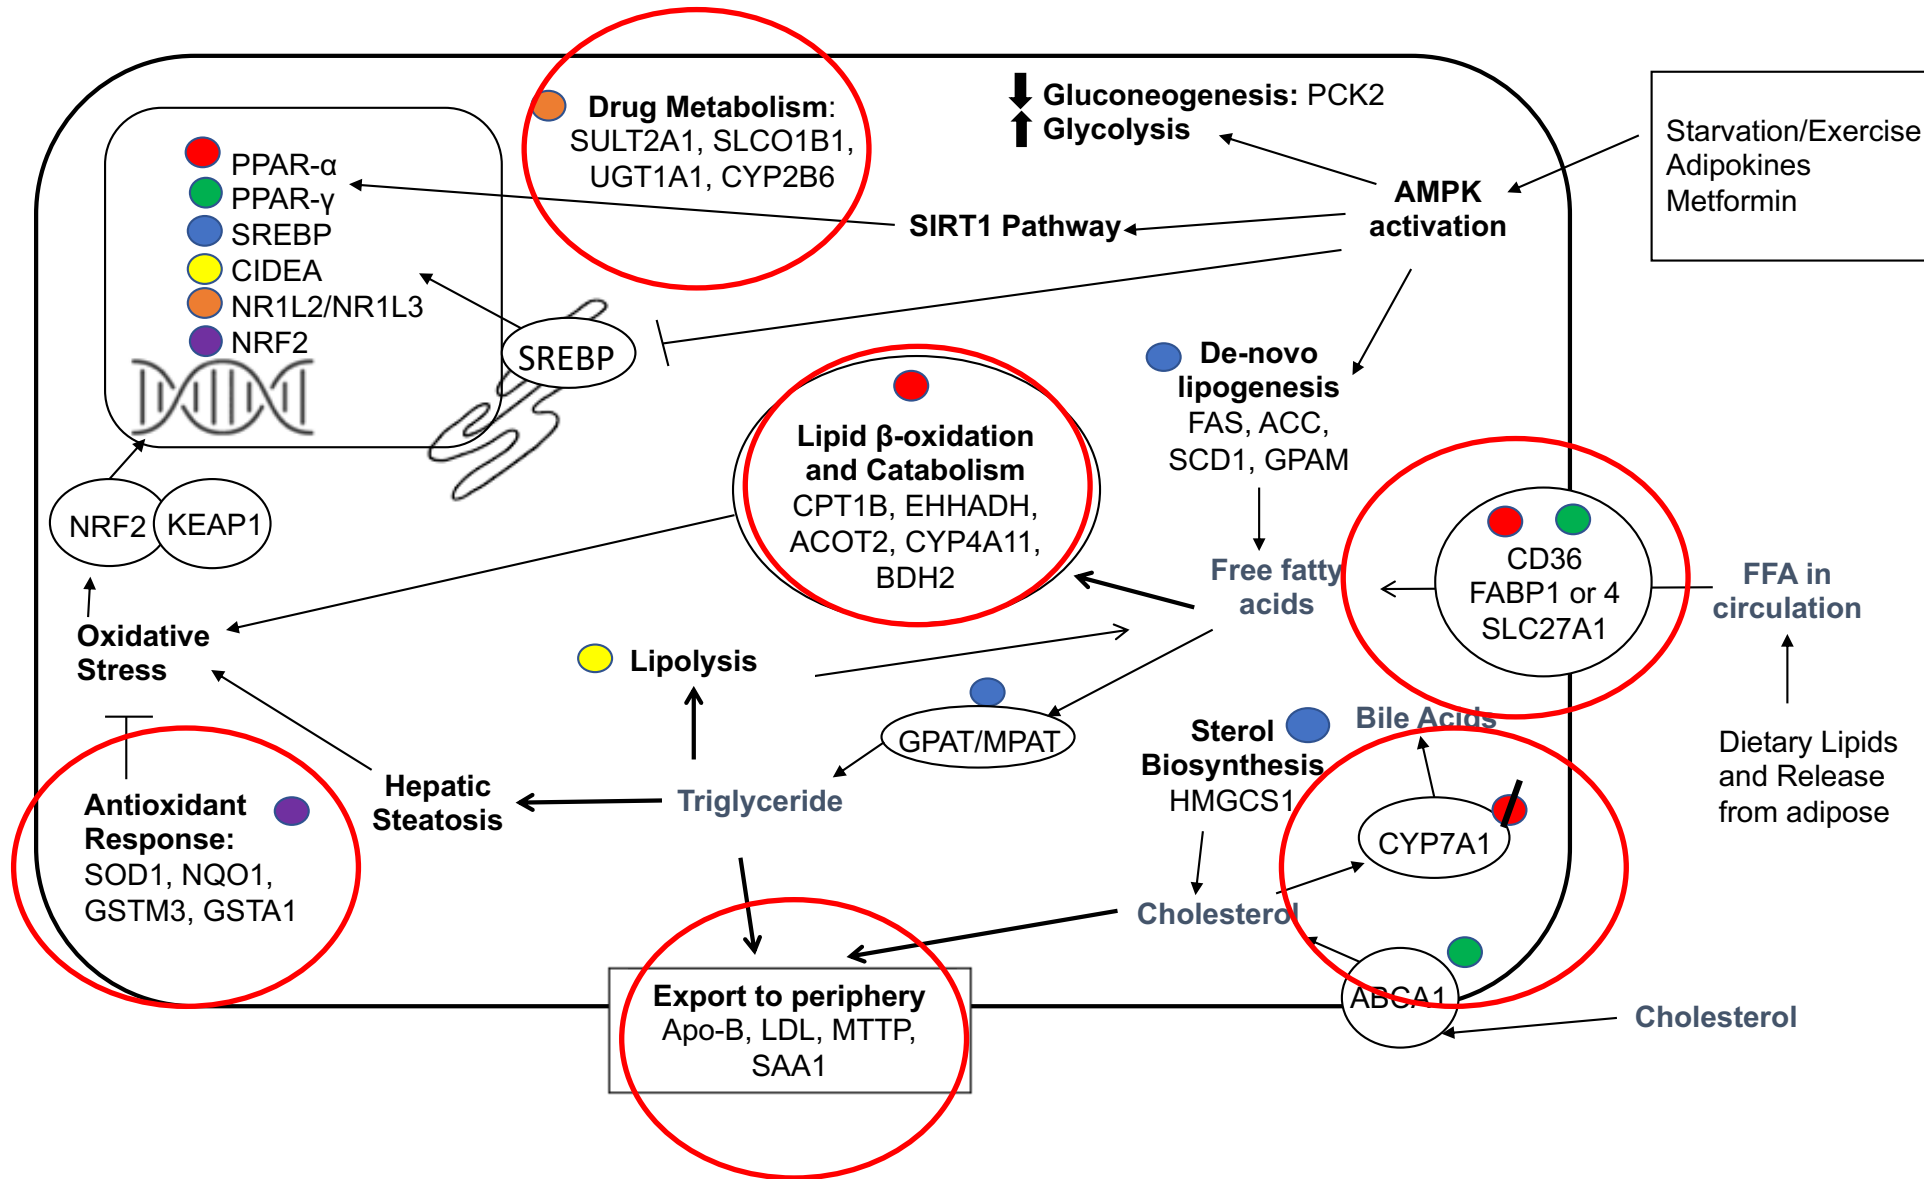 Drug Metabolism:
SULT2A1, SLCO1B1,
UGT1A1, CYP2B6
Gluconeogenesis: PCK2
Glycolysis
Starvation/Exercise
Adipokines
Metformin
PPAR-α
PPAR-γ
SREBP
CIDEA
NR1L2/NR1L3
NRF2
SIRT1 Pathway
AMPK
activation
SREBP
De-novo
lipogenesis
FAS, ACC,
SCD1, GPAM
Lipid β-oxidation
and Catabolism
CPT1B, EHHADH,
ACOT2, CYP4A11,
BDH2
NRF2
KEAP1
Free fatty
acids
CD36
FABP1 or 4
SLC27A1
FFA in
circulation
Oxidative
Stress
Lipolysis
GPAT/MPAT
Sterol
Biosynthesis
HMGCS1
Bile Acids
Dietary Lipids
and Release
from adipose
Antioxidant
Response:
SOD1, NQO1,
GSTM3, GSTA1
Hepatic
Steatosis
Triglyceride
CYP7A1
Cholesterol
Export to periphery
Apo-B, LDL, MTTP,
SAA1
ABCA1
Cholesterol